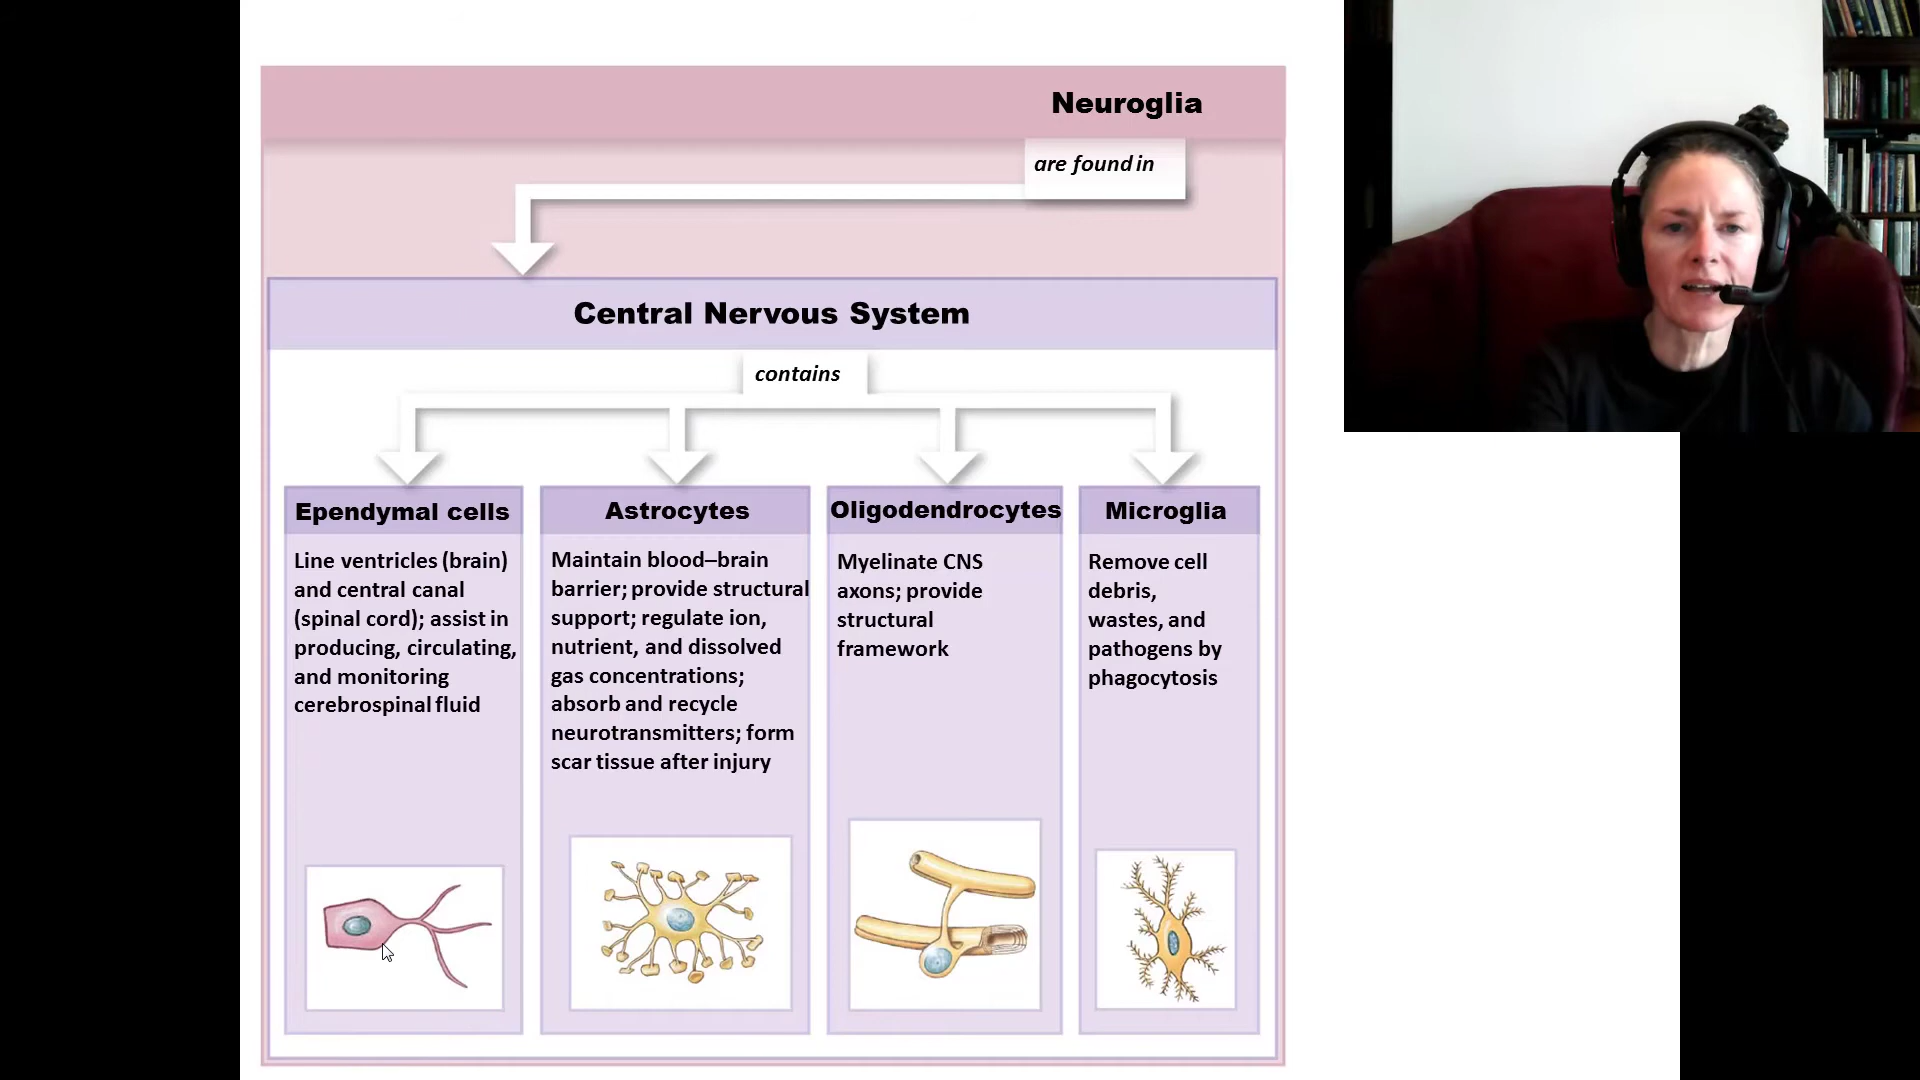 Neuroglia
are found in
Central Nervous System
contains
Ependymal cells
Line ventricles (brain)
and central canal
(spinal cord); assist in
producing, circulating,
and monitoring
cerebrospinal fluid
Astrocytes
Maintain blood–brain
barrier; provide structural
support; regulate ion,
nutrient, and dissolved
gas concentrations;
absorb and recycle
neurotransmitters; form
scar tissue after injury
Oligodendrocytes
Myelinate CNS
axons; provide
structural
framework
Microglia
Remove cell
debris,
wastes, and
pathogens by
phagocytosis